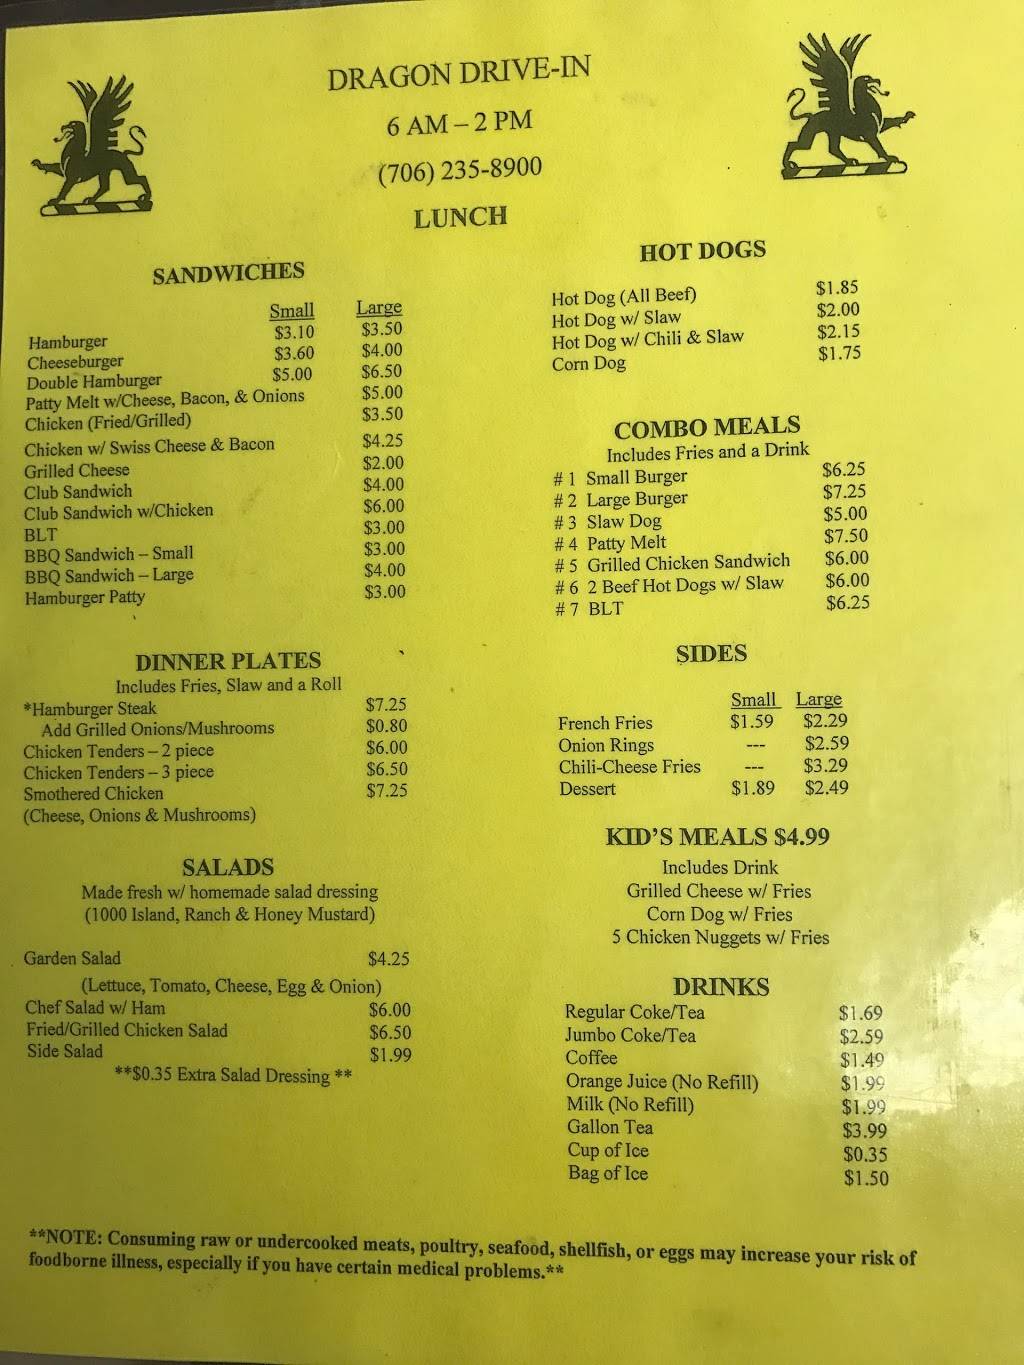 DRAGON DRIVE-IN
6 AM – 2 PM
(706) 235-8900
LUNCH
SANDWICHES
Small Large
Hamburger $3.10 $3.50
Cheeseburger $3.60 $4.00
Double Hamburger $5.00 $6.50
Patty Melt w/Cheese, Bacon, & Onions $5.00
Chicken (Fried/Grilled) $3.50
Chicken w/ Swiss Cheese & Bacon $4.25
Grilled Cheese $2.00
Club Sandwich $4.00
Club Sandwich w/Chicken $6.00
BLT $3.00
BBQ Sandwich – Small $3.00
BBQ Sandwich – Large $4.00
Hamburger Patty $3.00
DINNER PLATES
Includes Fries, Slaw and a Roll
*Hamburger Steak $7.25
Add Grilled Onions/Mushrooms $0.80
Chicken Tenders – 2 piece $6.00
Chicken Tenders – 3 piece $6.50
Smothered Chicken $7.25
(Cheese, Onions & Mushrooms)
SALADS
Made fresh w/ homemade salad dressing
(1000 Island, Ranch & Honey Mustard)
Garden Salad $4.25
(Lettuce, Tomato, Cheese, Egg & Onion)
Chef Salad w/ Ham $6.00
Fried/Grilled Chicken Salad $6.50
Side Salad $1.99
**$0.35 Extra Salad Dressing **
HOT DOGS
Hot Dog (All Beef) $1.85
Hot Dog w/ Slaw $2.00
Hot Dog w/ Chili & Slaw $2.15
Corn Dog $1.75
COMBO MEALS
Includes Fries and a Drink
# 1 Small Burger $6.25
# 2 Large Burger $7.25
# 3 Slaw Dog $5.00
# 4 Patty Melt $7.50
# 5 Grilled Chicken Sandwich $6.00
# 6 2 Beef Hot Dogs w/ Slaw $6.00
# 7 BLT $6.25
SIDES
Small Large
French Fries $1.59 $2.29
Onion Rings --- $2.59
Chili-Cheese Fries --- $3.29
Dessert $1.89 $2.49
KID'S MEALS $4.99
Includes Drink
Grilled Cheese w/ Fries
Corn Dog w/ Fries
5 Chicken Nuggets w/ Fries
DRINKS
Regular Coke/Tea $1.69
Jumbo Coke/Tea $2.59
Coffee $1.49
Orange Juice (No Refill) $1.99
Milk (No Refill) $1.99
Gallon Tea $3.99
Cup of Ice $0.35
Bag of Ice $1.50
**NOTE: Consuming raw or undercooked meats, poultry, seafood, shellfish, or eggs may increase your risk of
foodborne illness, especially if you have certain medical problems.**